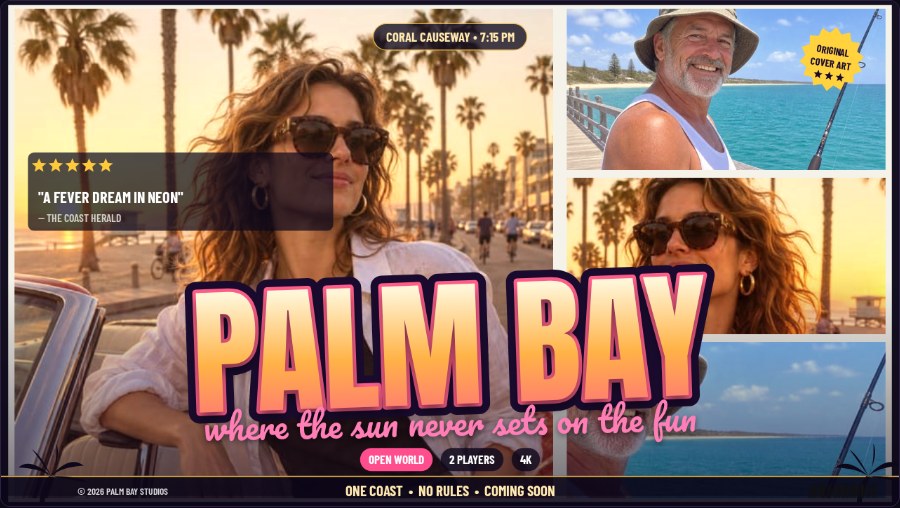 CORAL CAUSEWAY • 7:15 PM
ORIGINAL
COVER ART
"A FEVER DREAM IN NEON"
— THE COAST HERALD
PALM BAY
where the sun never sets on the fun
OPEN WORLD
2 PLAYERS
4K
© 2026 PALM BAY STUDIOS
ONE COAST • NO RULES • COMING SOON